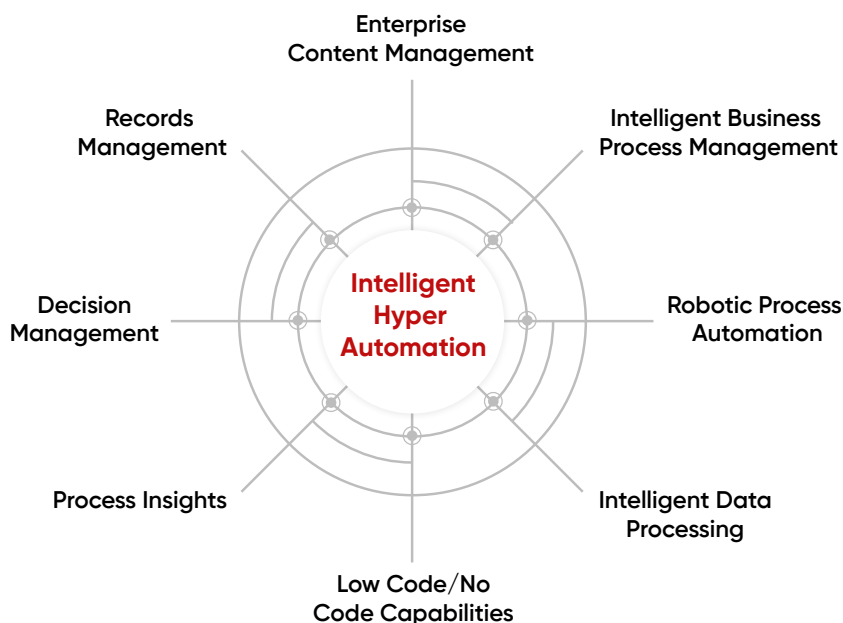 Enterprise
Content Management
Records
Management
Intelligent Business
Process Management
Intelligent
Hyper
Automation
Decision
Management
Robotic Process
Automation
Process Insights
Intelligent Data
Processing
Low Code/No
Code Capabilities